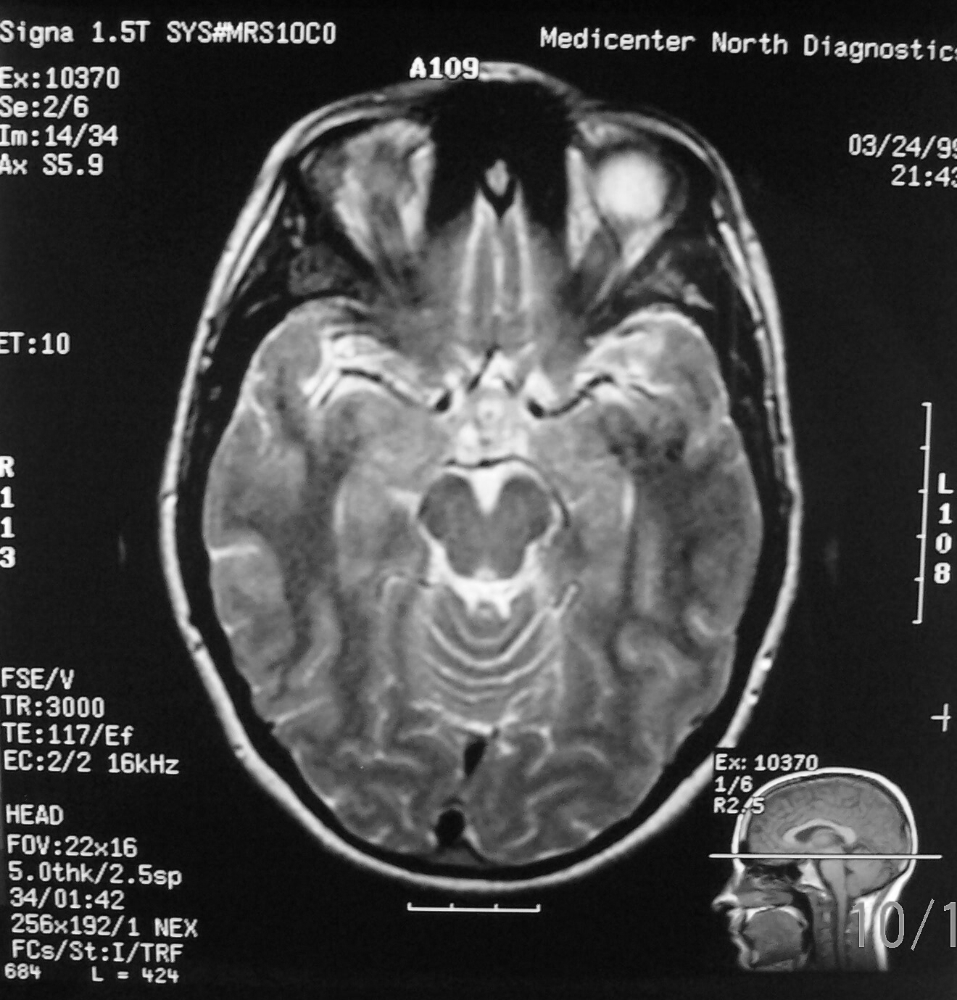 Signa 1.5T SYS#MRS10C0
Ex:10370
Se:2/6
Im:14/34
Ax S5.9
Medicenter North Diagnostics
A109
03/24/99
21:43
ET:10
R
1
1
3
L
1
0
8
FSE/V
TR:3000
TE:117/Ef
EC:2/2 16kHz
HEAD
FOV:22x16
5.0thk/2.5sp
34/01:42
256x192/1 NEX
FCs/St:I/TRF
684 L = 424
Ex: 10370
1/6
R2.5
10/1